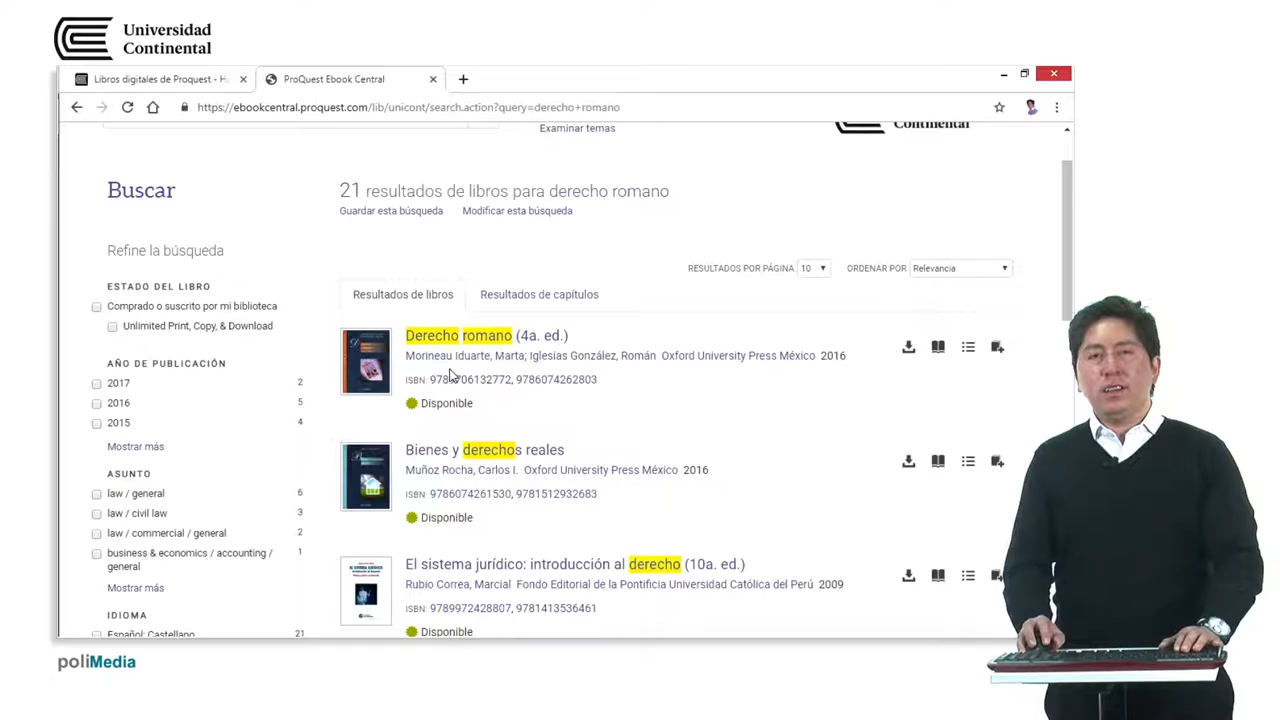 Universidad
Continental
Libros digitales de Proquest - H
ProQuest Ebook Central
https://ebookcentral.proquest.com/lib/unicont/search.action?query=derecho+romano
Examinar temas
Continental
Buscar
21 resultados de libros para derecho romano
Guardar esta búsqueda Modificar esta búsqueda
Refine la búsqueda
RESULTADOS POR PÁGINA 10 ORDENAR POR Relevancia
ESTADO DEL LIBRO
Comprado o suscrito por mi biblioteca
Unlimited Print, Copy, & Download
AÑO DE PUBLICACIÓN
2017 2
2016 5
2015 4
Mostrar más
ASUNTO
law / general 6
law / civil law 3
law / commercial / general 2
business & economics / accounting / 1
general
Mostrar más
IDIOMA
Español; Castellano 21
Resultados de libros Resultados de capítulos
Derecho romano (4a. ed.)
Morineau Iduarte, Marta; Iglesias González, Román Oxford University Press México 2016
ISBN: 9789706132772, 9786074262803
Disponible
Bienes y derechos reales
Muñoz Rocha, Carlos I. Oxford University Press México 2016
ISBN: 9786074261530, 9781512932683
Disponible
El sistema jurídico: introducción al derecho (10a. ed.)
Rubio Correa, Marcial Fondo Editorial de la Pontificia Universidad Católica del Perú 2009
ISBN: 9789972428807, 9781413536461
Disponible
poliMedia